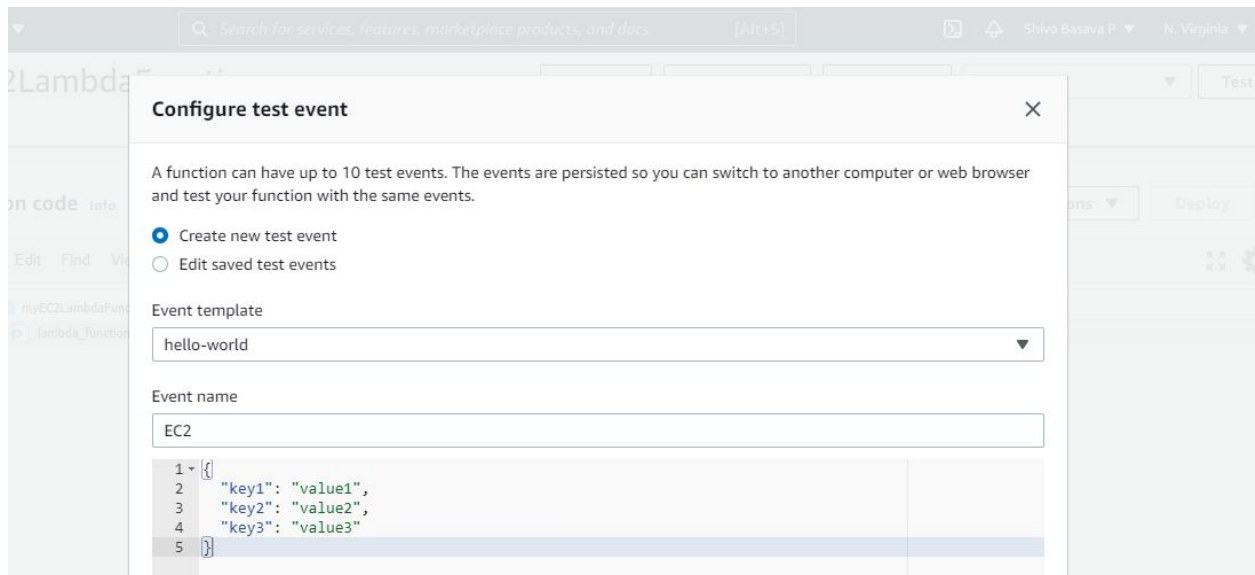 Search for services, features, marketplace products, and docs [Alt+S] Shiva Basava P N. Virginia
2LambdaFuncti Test
Configure test event
A function can have up to 10 test events. The events are persisted so you can switch to another computer or web browser
and test your function with the same events.
on code Info ons Deploy
Create new test event
Edit Find Vie
Edit saved test events
myEC2LambdaFunc
Event template
lambda_function
hello-world
Event name
EC2
1 {
2 "key1": "value1",
3 "key2": "value2",
4 "key3": "value3"
5 }